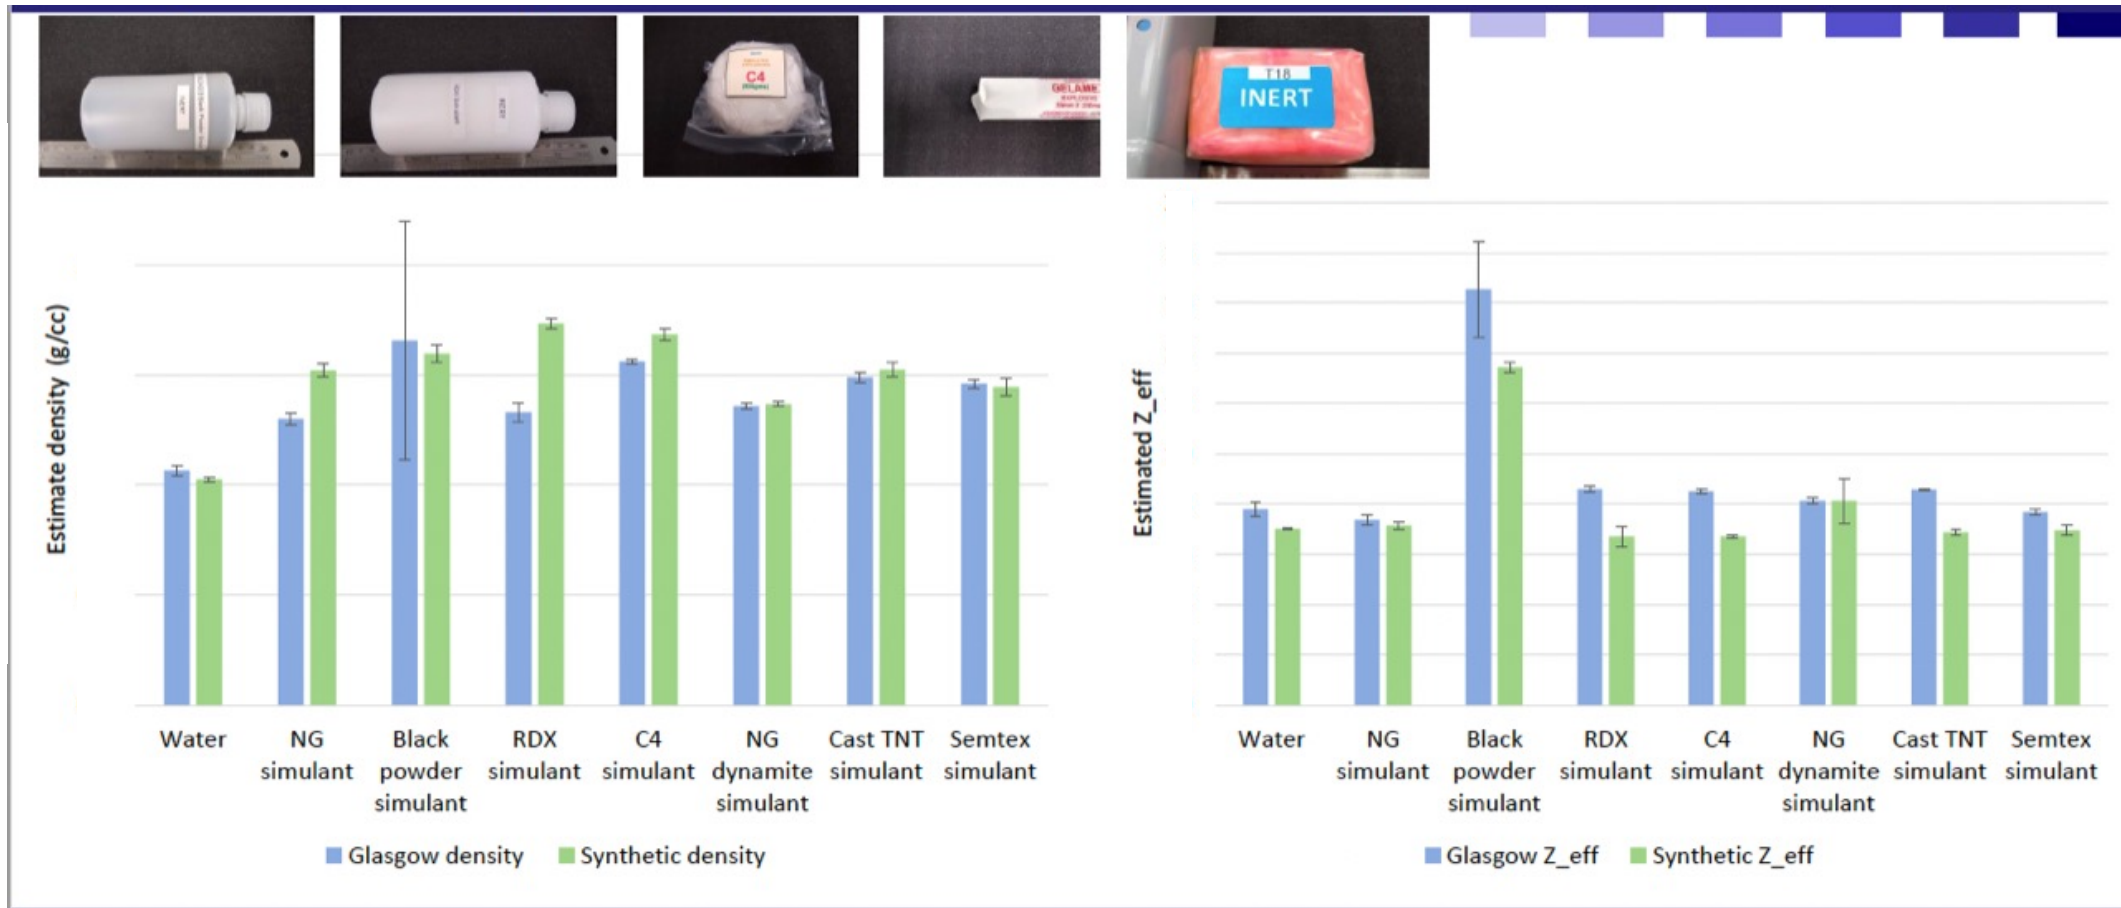 C4
GELAME
T18
INERT
Estimate density (g/cc)
Water
NG
simulant
Black
powder
simulant
RDX
simulant
C4
simulant
NG
dynamite
simulant
Cast TNT
simulant
Semtex
simulant
Glasgow density
Synthetic density
Estimated Z_eff
Water
NG
simulant
Black
powder
simulant
RDX
simulant
C4
simulant
NG
dynamite
simulant
Cast TNT
simulant
Semtex
simulant
Glasgow Z_eff
Synthetic Z_eff